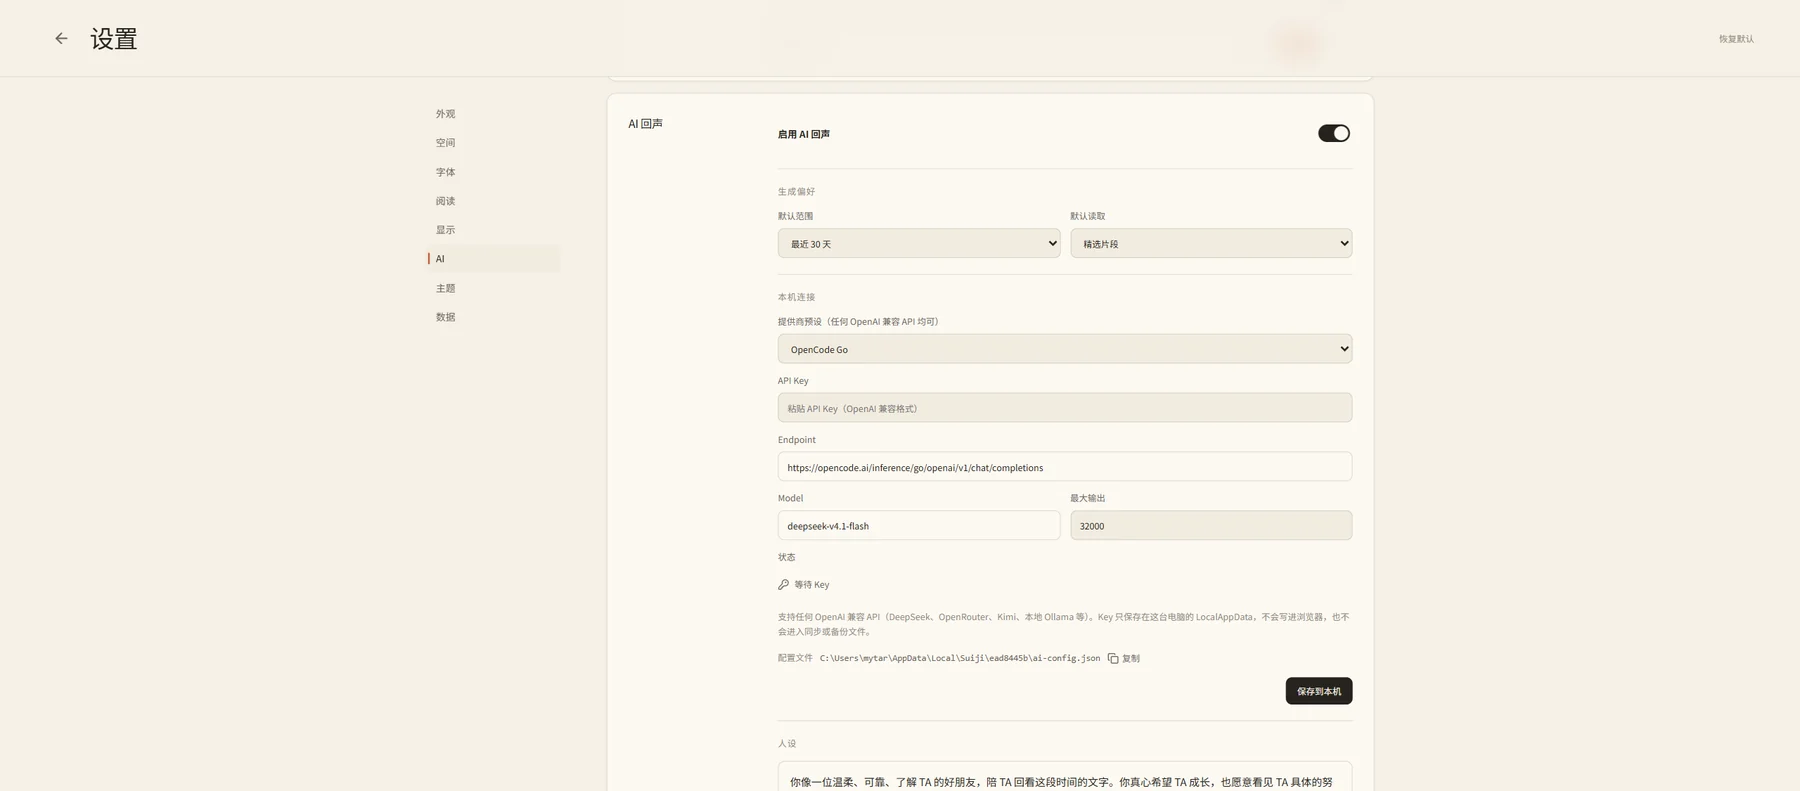 设置
恢复默认
外观
空间
字体
阅读
显示
AI
主题
数据
AI 回声
启用 AI 回声
生成偏好
默认范围
默认读取
最近 30 天
精选片段
本机连接
提供商预设（任何 OpenAI 兼容 API 均可）
OpenCode Go
API Key
粘贴 API Key（OpenAI 兼容格式）
Endpoint
https://opencode.ai/inference/go/openai/v1/chat/completions
Model
最大输出
deepseek-v4.1-flash
32000
状态
等待 Key
支持任何 OpenAI 兼容 API（DeepSeek、OpenRouter、Kimi、本地 Ollama 等）。Key 只保存在这台电脑的 LocalAppData，不会写进浏览器，也不
会进入同步或备份文件。
配置文件 C:\Users\mytar\AppData\Local\Suiji\ead8445b\ai-config.json 复制
保存到本机
人设
你像一位温柔、可靠、了解 TA 的好朋友，陪 TA 回看这段时间的文字。你真心希望 TA 成长，也愿意看见 TA 具体的努